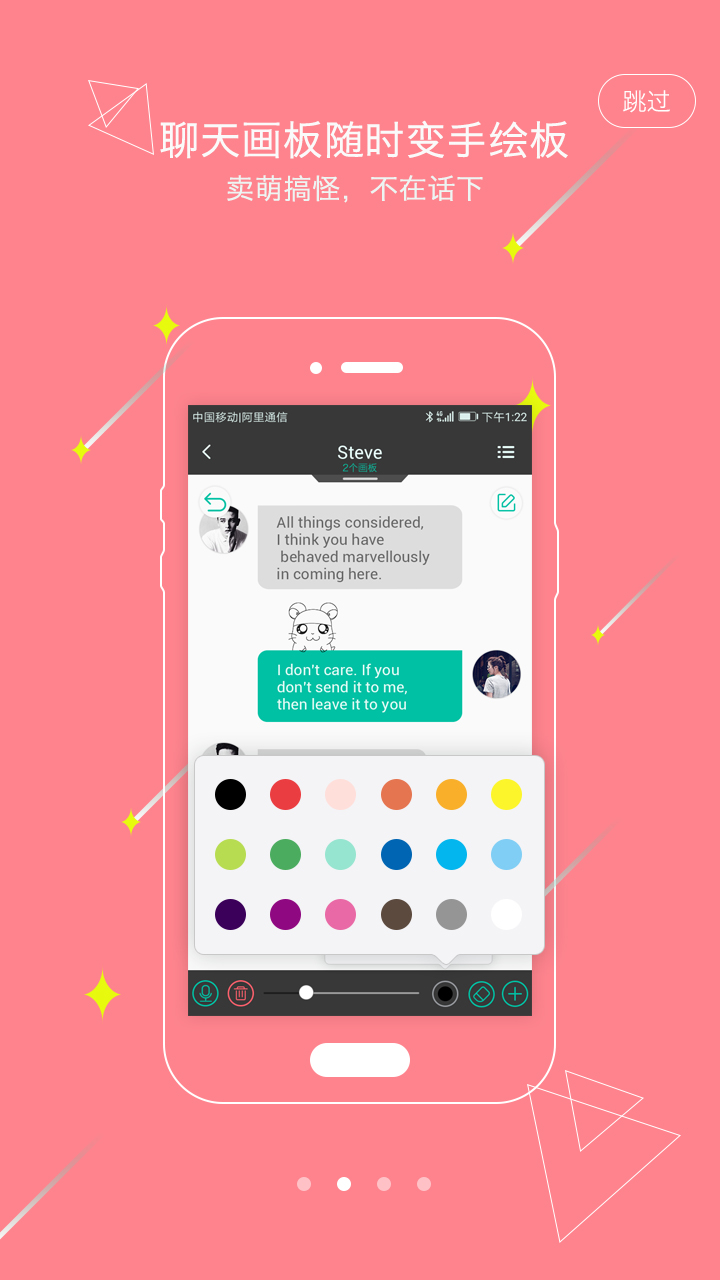 跳过
聊天画板随时变手绘板
卖萌搞怪，不在话下
中国移动|阿里通信
4G
下午1:22
Steve
2个画板
All things considered,
I think you have
behaved marvellously
in coming here.
I don't care. If you
don't send it to me,
then leave it to you